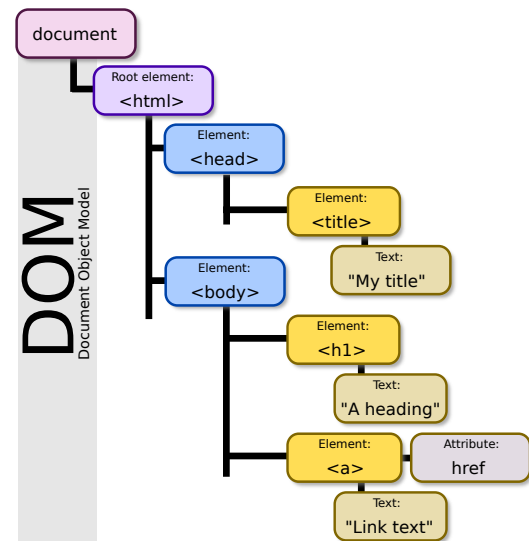 document
Root element:
<html>
Element:
<head>
Element:
<title>
Text:
"My title"
DOM
Document Object Model
Element:
<body>
Element:
<h1>
Text:
"A heading"
Element:
<a>
Attribute:
href
Text:
"Link text"